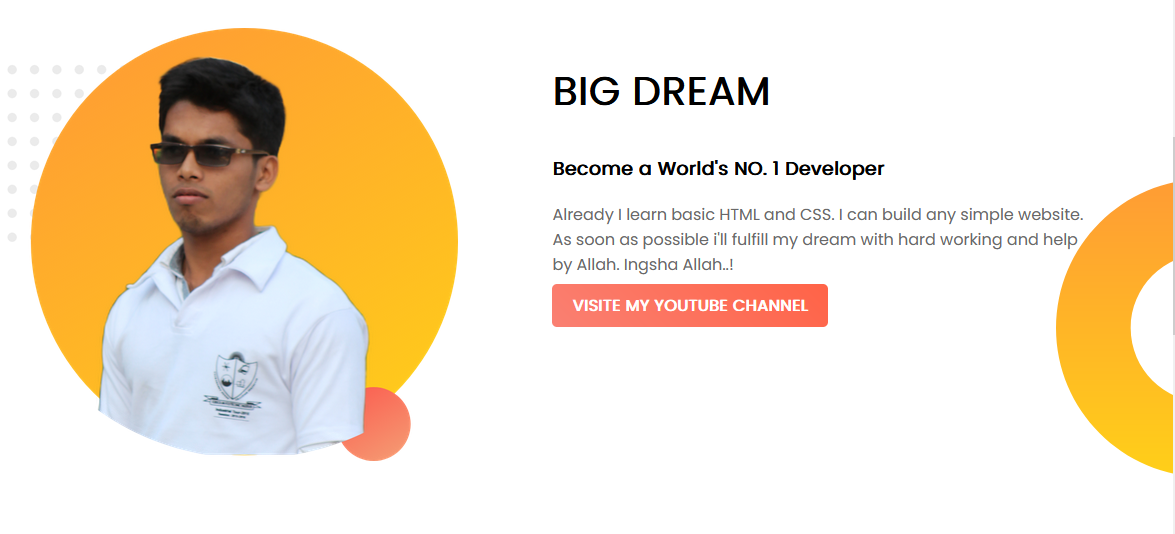 BIG DREAM
Become a World's NO. 1 Developer
Already I learn basic HTML and CSS. I can build any simple website.
As soon as possible i'll fulfill my dream with hard working and help
by Allah. Ingsha Allah..!
VISITE MY YOUTUBE CHANNEL